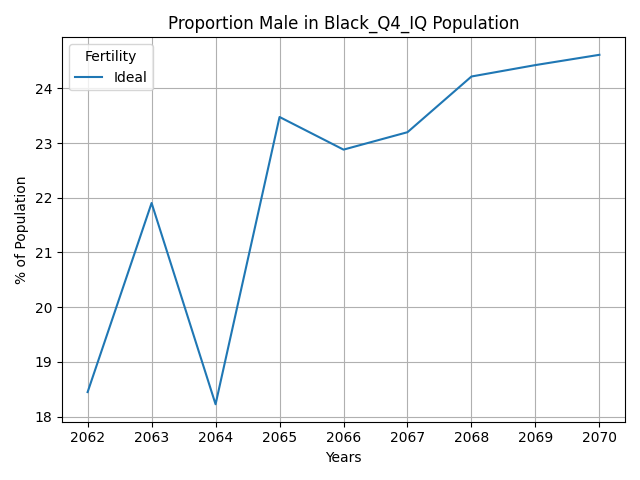 Proportion Male in Black_Q4_IQ Population
Fertility
Ideal
% of Population
24
23
22
21
20
19
18
2062 2063 2064 2065 2066 2067 2068 2069 2070
Years